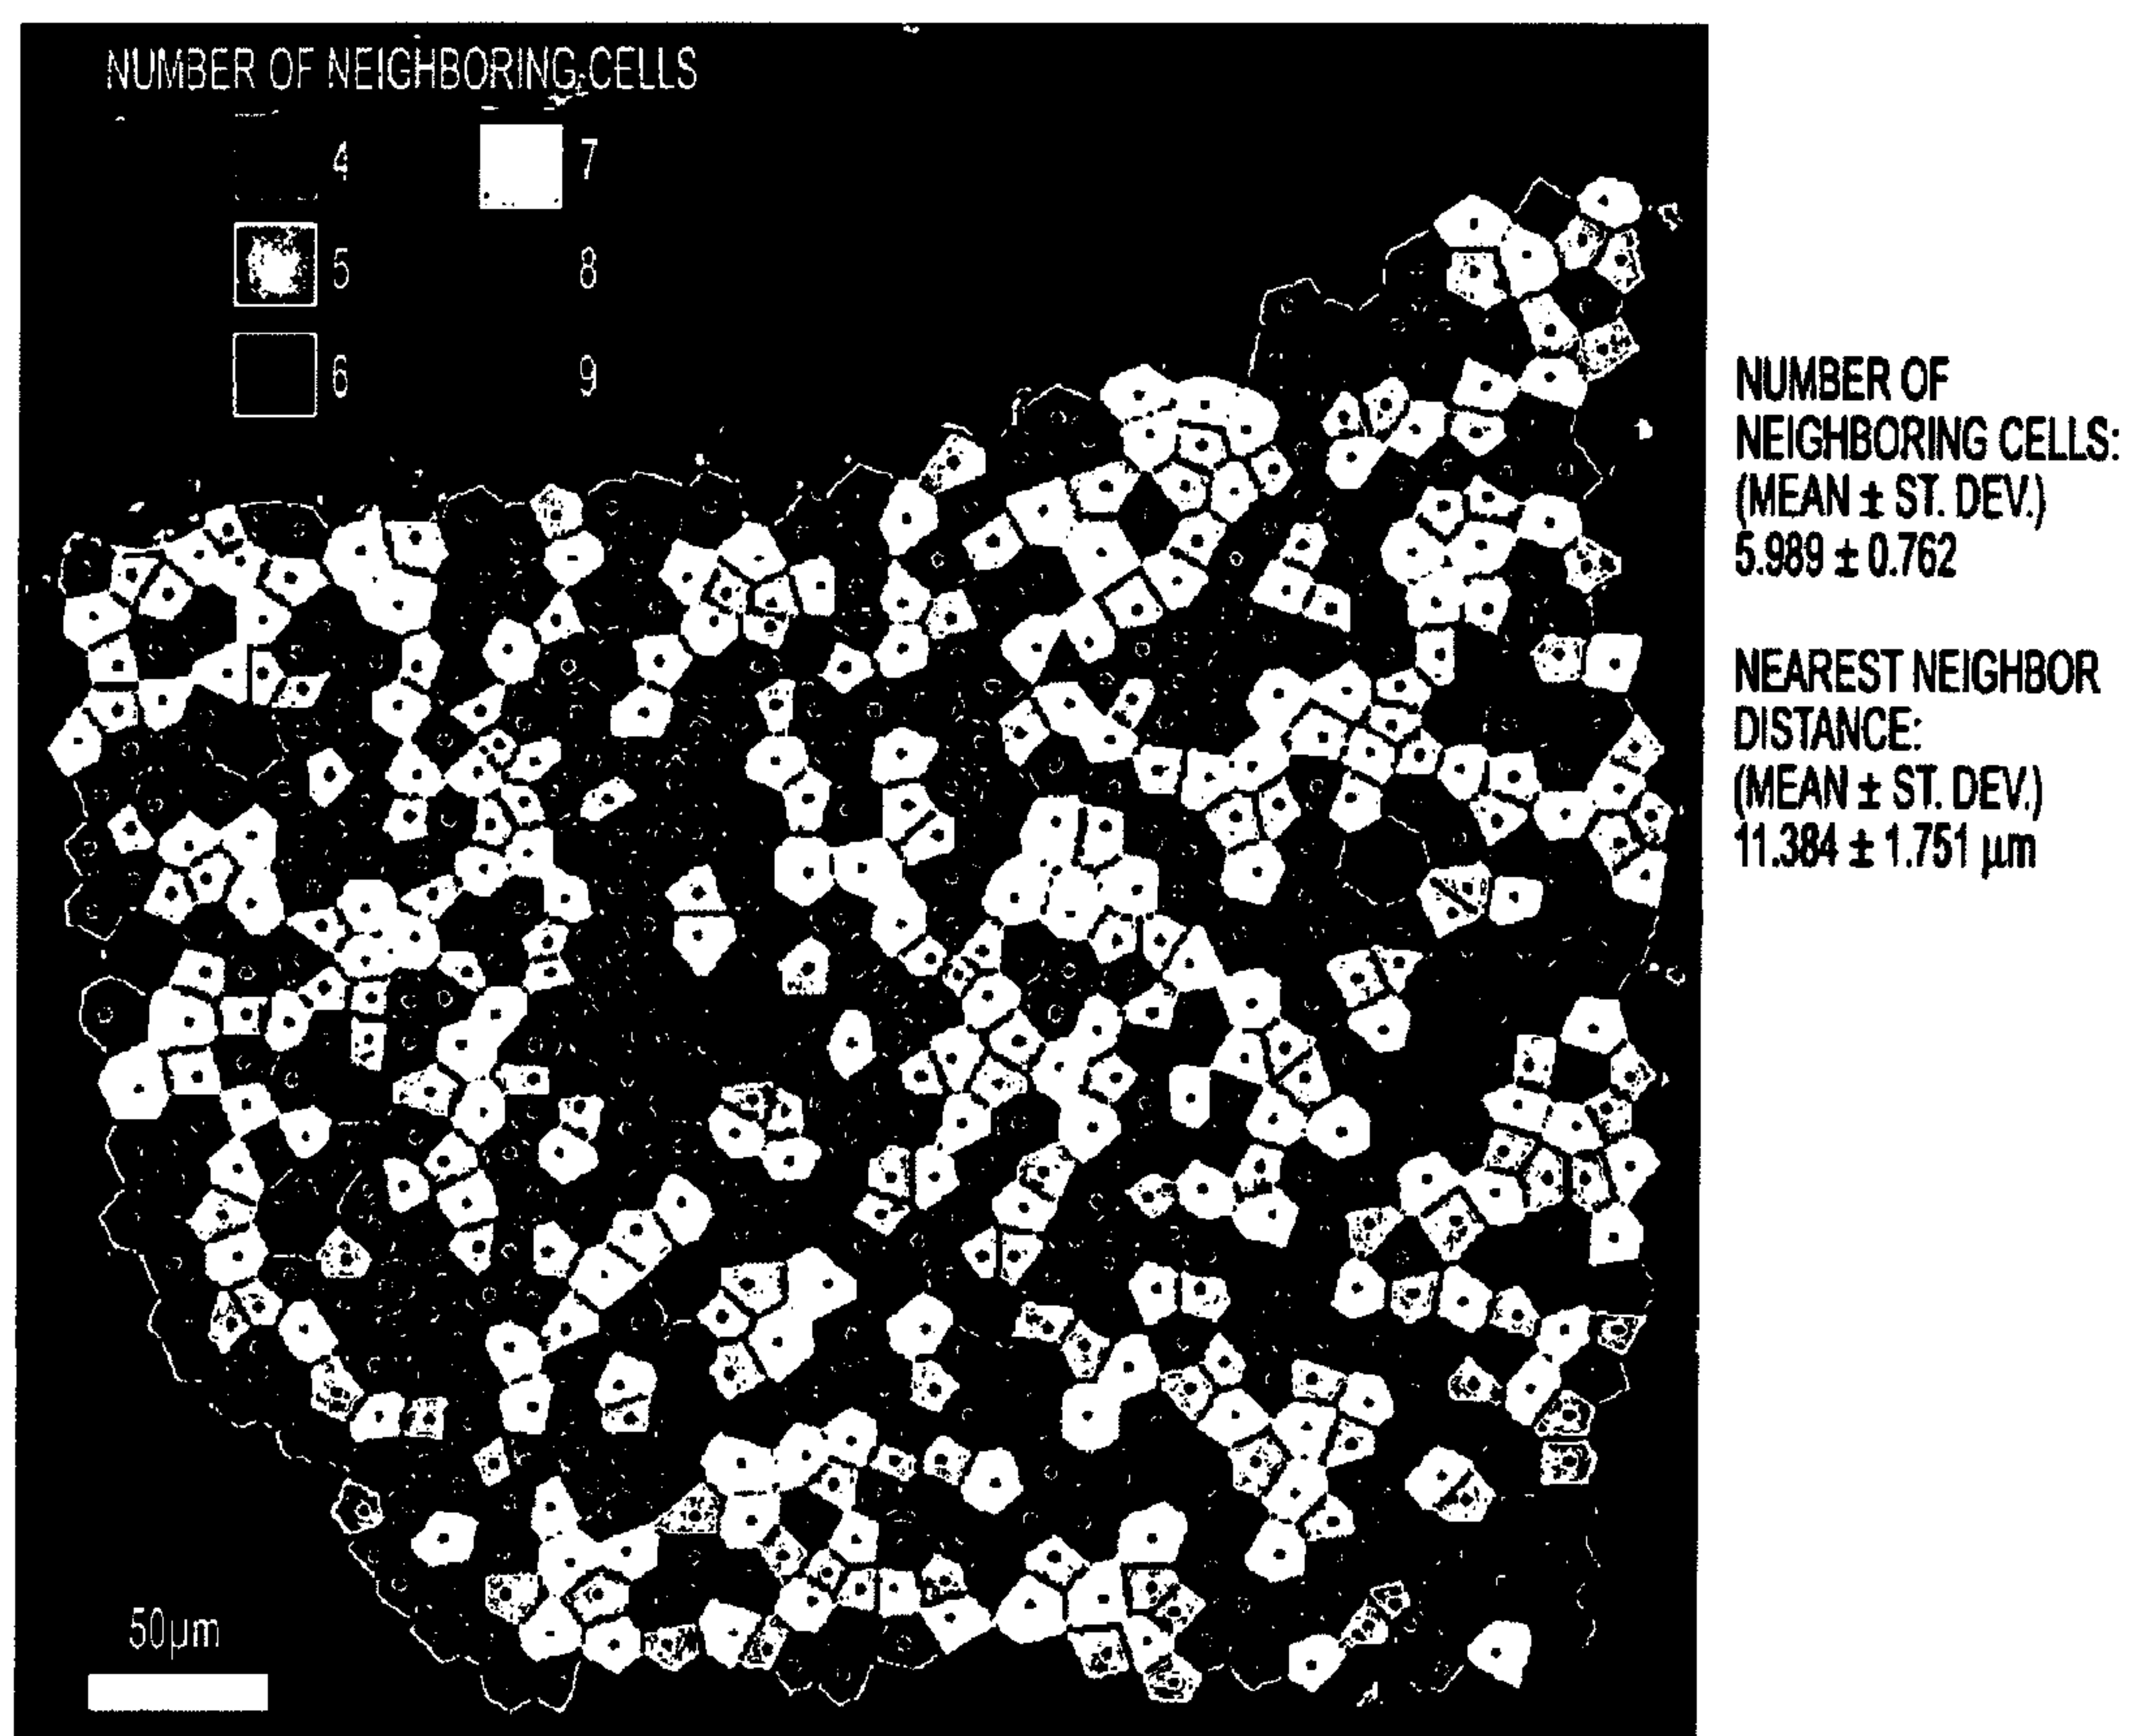 NUMBER OF NEIGHBORING CELLS
4
7
5
8
6
9
NUMBER OF
NEIGHBORING CELLS:
(MEAN ± ST. DEV.)
5.989 ± 0.762
NEAREST NEIGHBOR
DISTANCE:
(MEAN ± ST. DEV.)
11.384 ± 1.751 µm
50µm